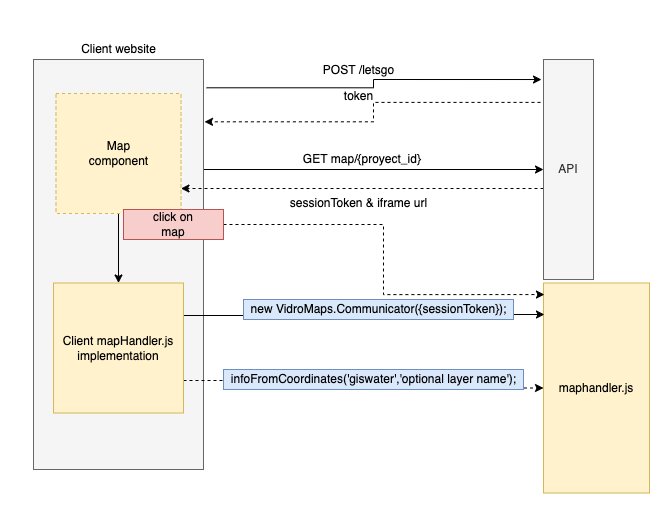 Client website
POST /letsgo
token
Map
component
GET map/{proyect_id}
API
sessionToken & iframe url
click on
map
new VidroMaps.Communicator({sessionToken});
Client mapHandler.js
implementation
infoFromCoordinates('giswater','optional layer name');
maphandler.js